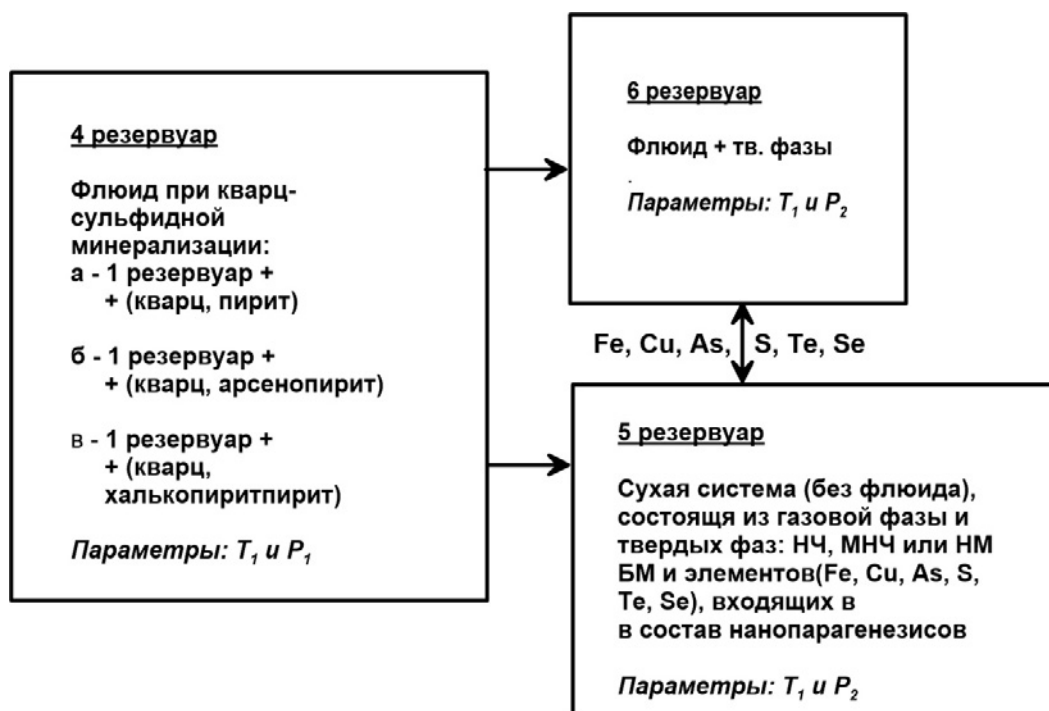 4 резервуар
Флюид при кварц-
сульфидной
минерализации:
а - 1 резервуар +
+ (кварц, пирит)
б - 1 резервуар +
+ (кварц, арсенопирит)
в - 1 резервуар +
+ (кварц,
халькопиритпирит)
Параметры: T₁ и P₁
6 резервуар
Флюид + тв. фазы
.
Параметры: T₁ и P₂
Fe, Cu, As, S, Te, Se
5 резервуар
Сухая система (без флюида),
состоящя из газовой фазы и
твердых фаз: НЧ, МНЧ или НМ
БМ и элементов(Fe, Cu, As, S,
Te, Se), входящих в
в состав нанопарагенезисов
Параметры: T₁ и P₂